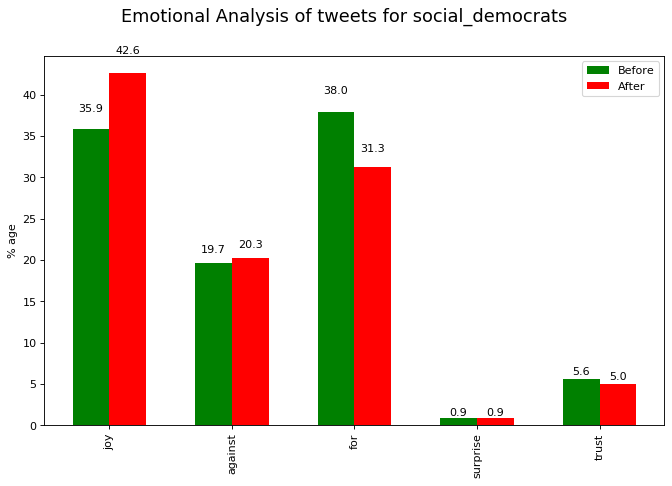 Emotional Analysis of tweets for social_democrats
Before
After
% age
40
35
30
25
20
15
10
5
0
35.9
42.6
19.7
20.3
38.0
31.3
0.9
0.9
5.6
5.0
joy
against
for
surprise
trust